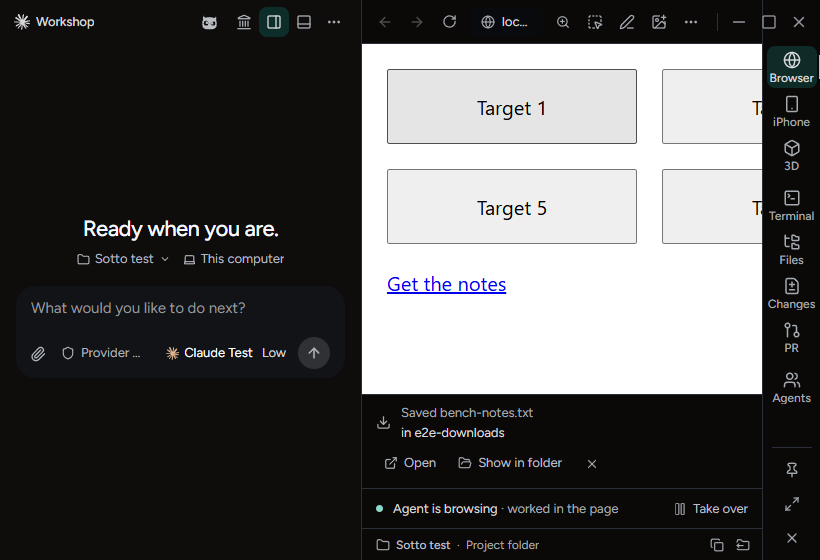 Workshop
Ready when you are.
Sotto test
This computer
What would you like to do next?
Provider ...
Claude Test Low
loc...
Target 1
Target 5
Get the notes
Saved bench-notes.txt
in e2e-downloads
Open
Show in folder
Agent is browsing · worked in the page
Take over
Sotto test · Project folder
Browser
iPhone
3D
Terminal
Files
Changes
PR
Agents